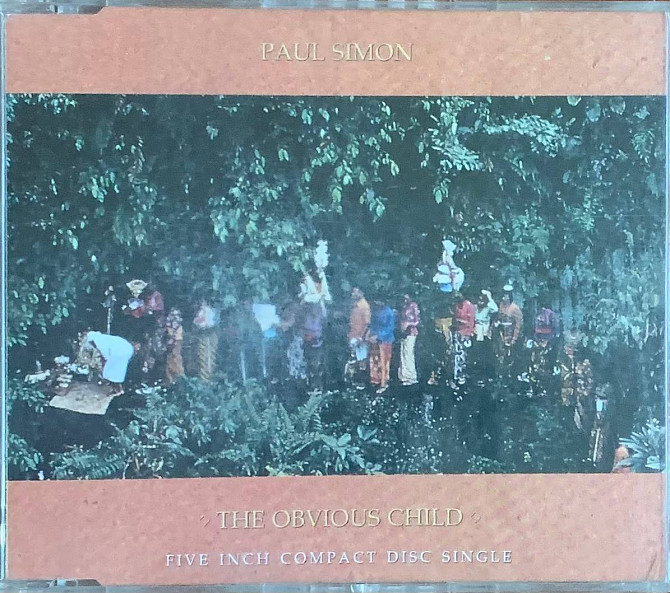 PAUL SIMON
◇ THE OBVIOUS CHILD ◇
FIVE INCH COMPACT DISC SINGLE